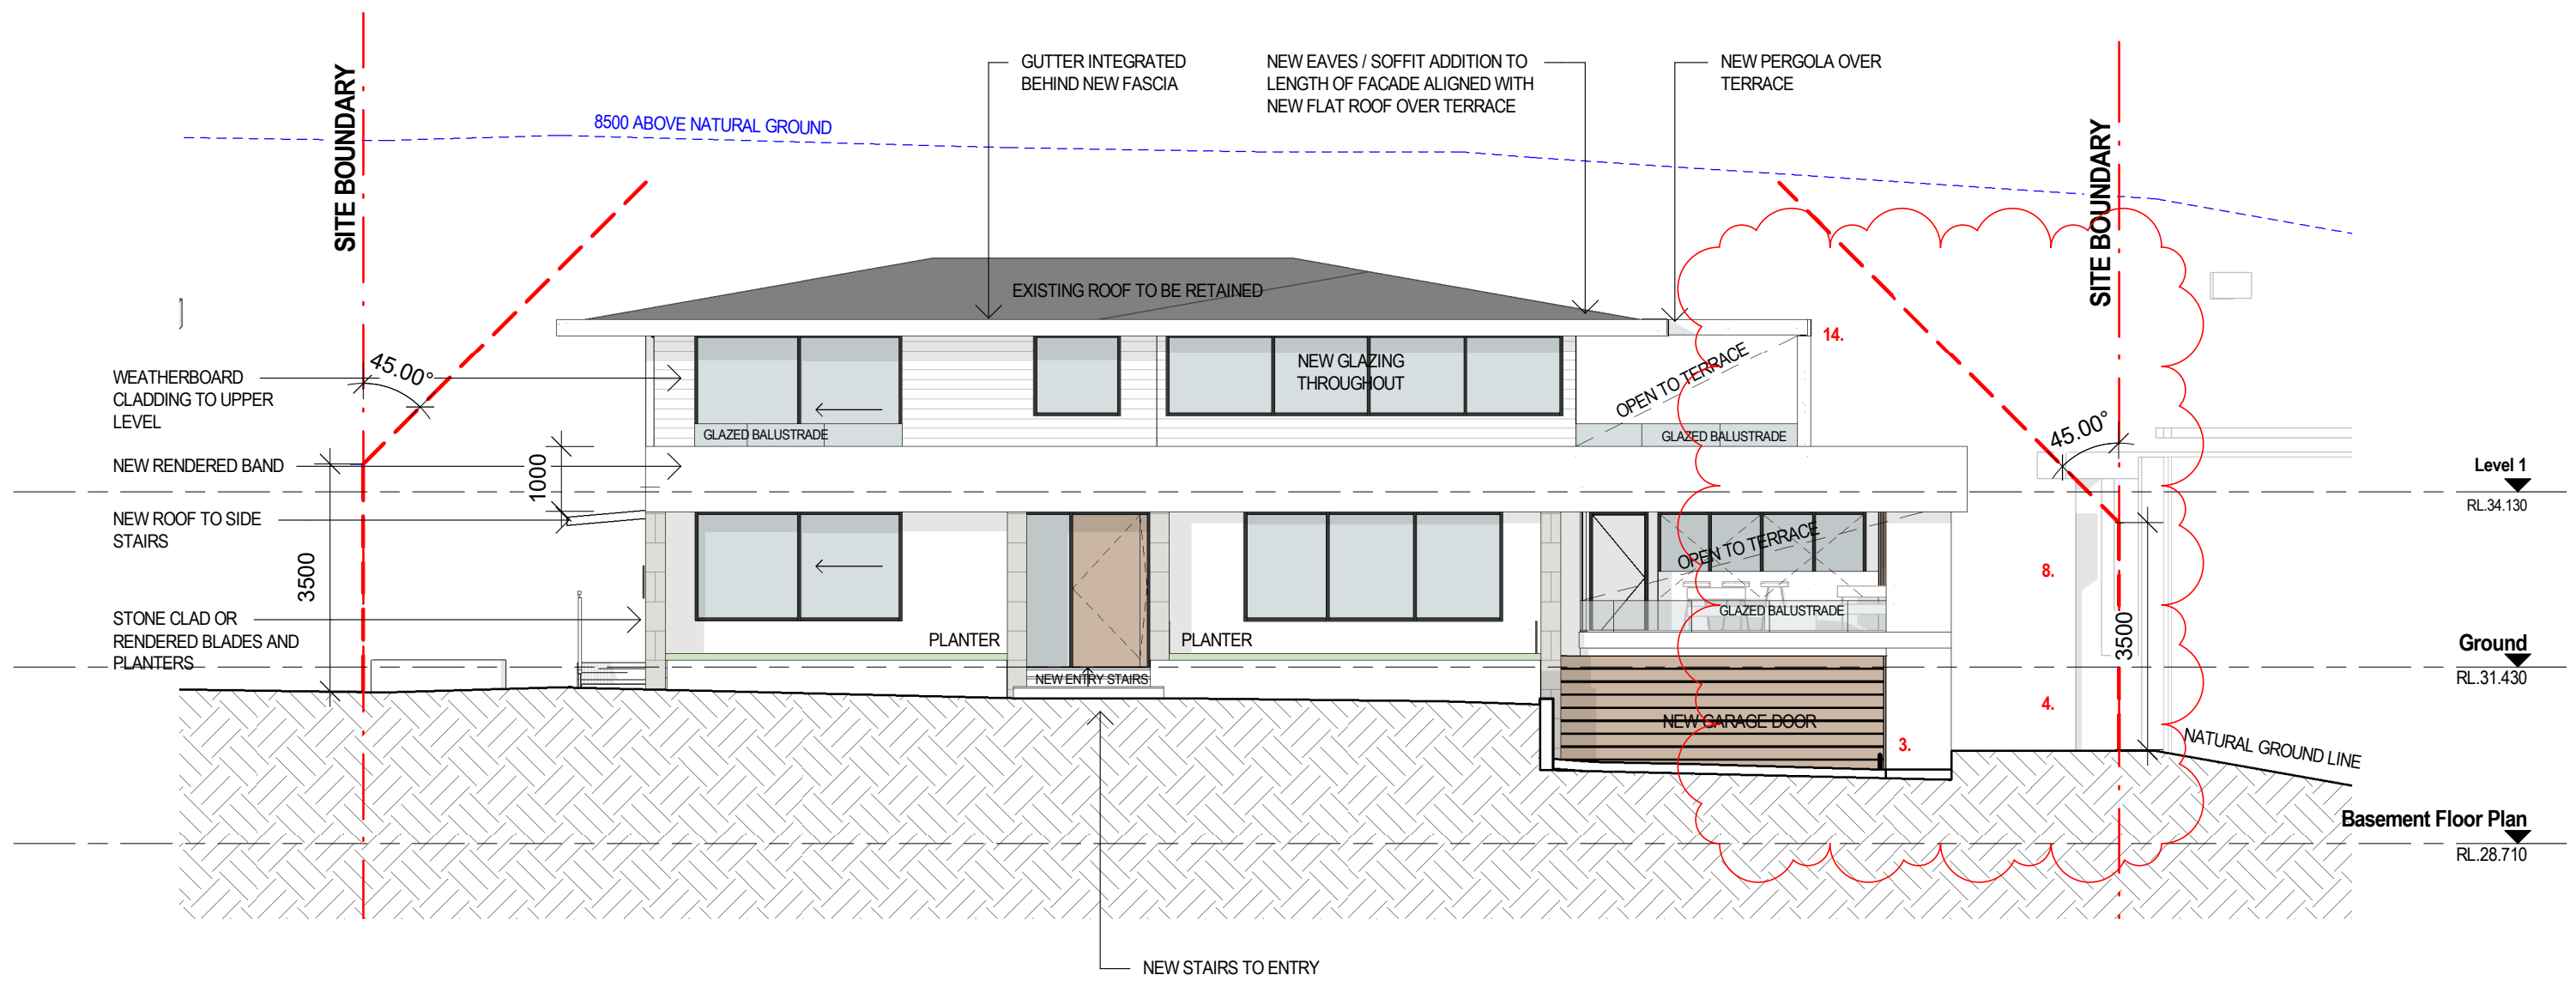 GUTTER INTEGRATED
BEHIND NEW FASCIA
NEW EAVES / SOFFIT ADDITION TO
LENGTH OF FACADE ALIGNED WITH
NEW FLAT ROOF OVER TERRACE
NEW PERGOLA OVER
TERRACE
SITE BOUNDARY
8500 ABOVE NATURAL GROUND
SITE BOUNDARY
EXISTING ROOF TO BE RETAINED
14.
45.00°
WEATHERBOARD
CLADDING TO UPPER
LEVEL
NEW GLAZING
THROUGHOUT
OPEN TO TERRACE
GLAZED BALUSTRADE
GLAZED BALUSTRADE
45.00°
NEW RENDERED BAND
1000
Level 1
RL.34.130
NEW ROOF TO SIDE
STAIRS
3500
OPEN TO TERRACE
8.
STONE CLAD OR
RENDERED BLADES AND
PLANTERS
GLAZED BALUSTRADE
PLANTER
PLANTER
3500
Ground
RL.31.430
NEW ENTRY STAIRS
4.
NEW GARAGE DOOR
3.
NATURAL GROUND LINE
Basement Floor Plan
RL.28.710
NEW STAIRS TO ENTRY